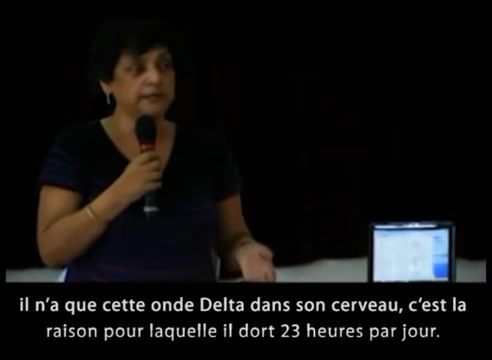 il n'a que cette onde Delta dans son cerveau, c'est la
raison pour laquelle il dort 23 heures par jour.